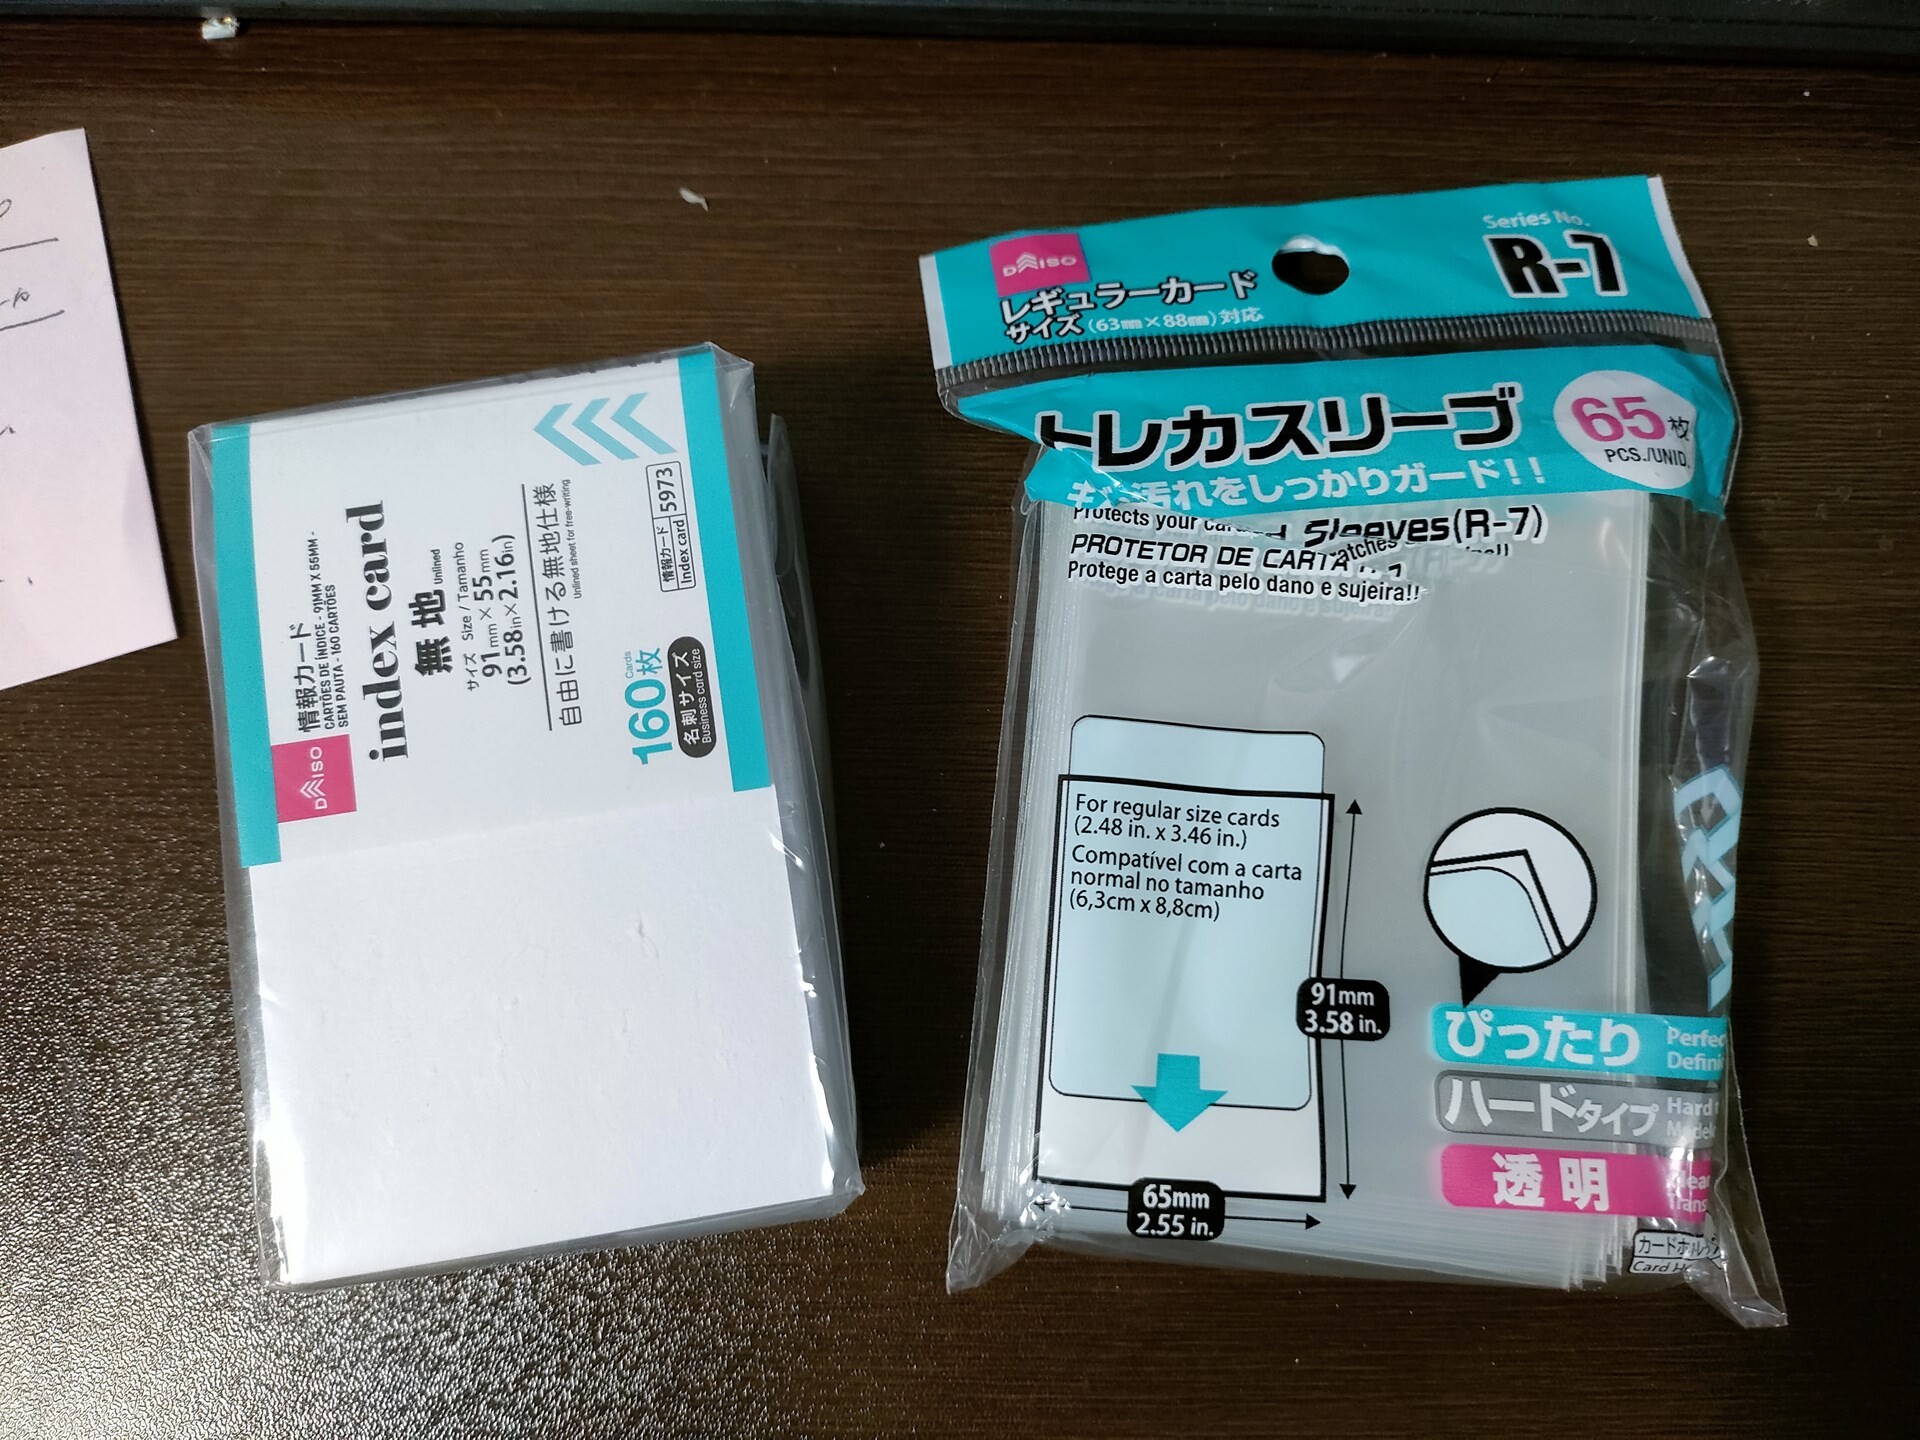 DAISO
情報カード
CARTÕES DE ÍNDICE - 91MM X 55MM -
SEM PAUTA - 160 CARTÕES
index card
無地 Unlined
サイズ Size / Tamanho
91mm×55mm
(3.58in×2.16in)
自由に書ける無地仕様
Unlined sheet for free-writing
160枚 Cards
名刺サイズ
Business card size
情報カード
Index card
5973
DAISO
レギュラーカード
サイズ(63mm×88mm)対応
Series No.
R-7
トレカスリーブ
65枚
PCS./UNID.
汚れをしっかりガード!!
Protects your
Sleeves(R-7)
PROTETOR DE CARTA
Protege a carta pelo dano e sujeira!!
For regular size cards
(2.48 in. x 3.46 in.)
Compatível com a carta
normal no tamanho
(6,3cm x 8,8cm)
91mm
3.58 in.
65mm
2.55 in.
ぴったり
ハードタイプ
Hard
透明